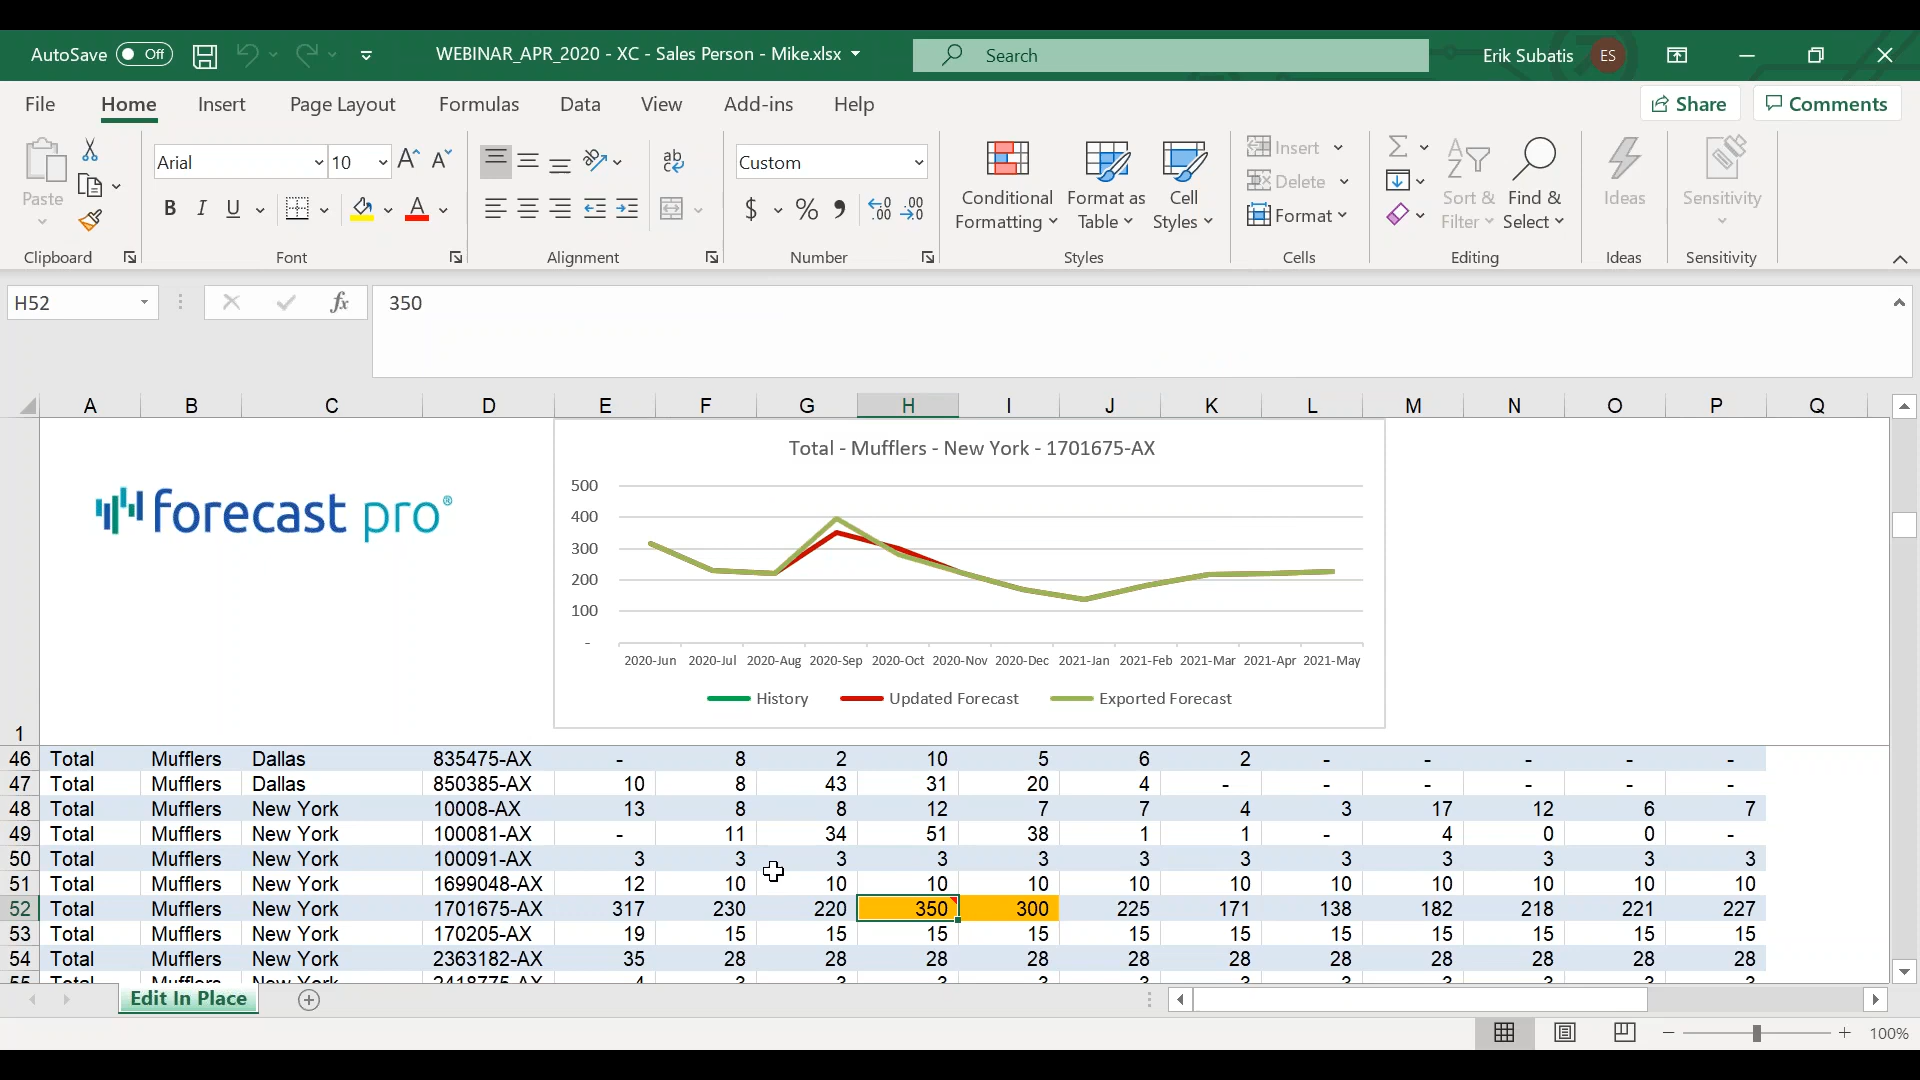 AutoSave Off WEBINAR_APR_2020 - XC - Sales Person - Mike.xlsx Search Erik Subatis ES
File Home Insert Page Layout Formulas Data View Add-ins Help Share Comments
Paste
Arial 10
Custom
Conditional Formatting
Format as Table
Cell Styles
Insert
Delete
Format
Sort & Filter
Find & Select
Ideas
Sensitivity
Clipboard Font Alignment Number Styles Cells Editing Ideas Sensitivity
H52 fx 350
A B C D E F G H I J K L M N O P Q
forecast pro®
Total - Mufflers - New York - 1701675-AX
500
400
300
200
100
-
2020-Jun 2020-Jul 2020-Aug 2020-Sep 2020-Oct 2020-Nov 2020-Dec 2021-Jan 2021-Feb 2021-Mar 2021-Apr 2021-May
History Updated Forecast Exported Forecast
1
46 Total Mufflers Dallas 835475-AX - 8 2 10 5 6 2 - - - - -
47 Total Mufflers Dallas 850385-AX 10 8 43 31 20 4 - - - - - -
48 Total Mufflers New York 10008-AX 13 8 8 12 7 7 4 3 17 12 6 7
49 Total Mufflers New York 100081-AX - 11 34 51 38 1 1 - 4 0 0 -
50 Total Mufflers New York 100091-AX 3 3 3 3 3 3 3 3 3 3 3 3
51 Total Mufflers New York 1699048-AX 12 10 10 10 10 10 10 10 10 10 10 10
52 Total Mufflers New York 1701675-AX 317 230 220 350 300 225 171 138 182 218 221 227
53 Total Mufflers New York 170205-AX 19 15 15 15 15 15 15 15 15 15 15 15
54 Total Mufflers New York 2363182-AX 35 28 28 28 28 28 28 28 28 28 28 28
Edit In Place
100%